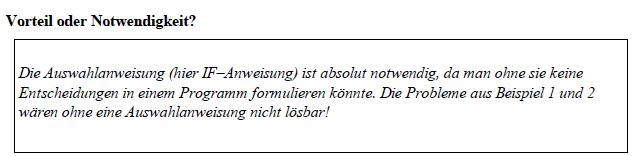 Vorteil oder Notwendigkeit?
Die Auswahlanweisung (hier IF–Anweisung) ist absolut notwendig, da man ohne sie keine
Entscheidungen in einem Programm formulieren könnte. Die Probleme aus Beispiel 1 und 2
wären ohne eine Auswahlanweisung nicht lösbar!